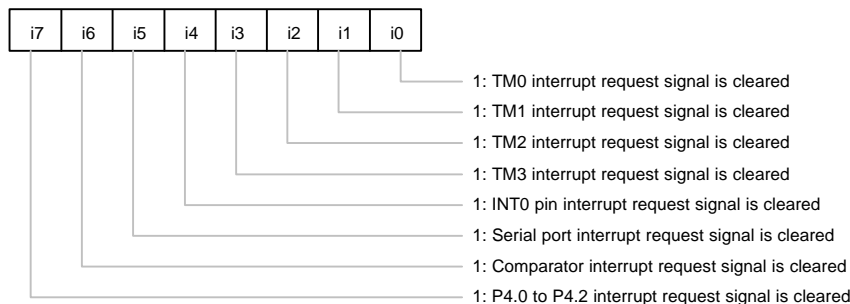 i7 i6 i5 i4 i3 i2 i1 i0
1: TM0 interrupt request signal is cleared
1: TM1 interrupt request signal is cleared
1: TM2 interrupt request signal is cleared
1: TM3 interrupt request signal is cleared
1: INT0 pin interrupt request signal is cleared
1: Serial port interrupt request signal is cleared
1: Comparator interrupt request signal is cleared
1: P4.0 to P4.2 interrupt request signal is cleared